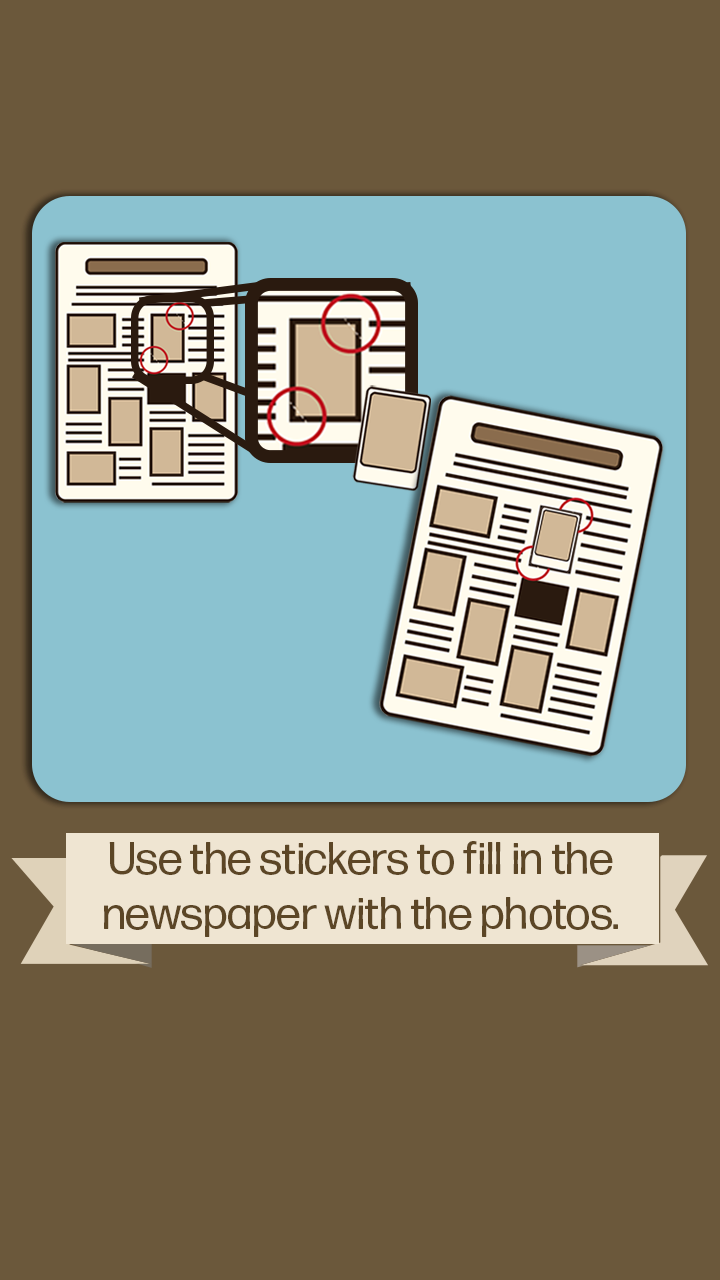 Use the stickers to fill in the
newspaper with the photos.